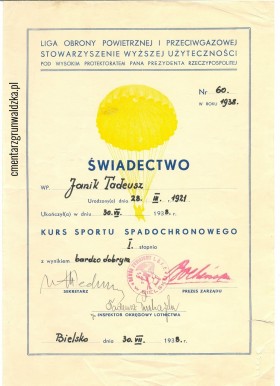 LIGA OBRONY POWIETRZNEJ I PRZECIWGAZOWEJ
STOWARZYSZENIE WYŻSZEJ UŻYTECZNOŚCI
POD WYSOKIM PROTEKTORATEM PANA PREZYDENTA RZECZYPOSPOLITEJ
Nr 60.
W ROKU 1938.
ŚWIADECTWO
WP. Janik Tadeusz
Urodzony(a) dnia 28. IX. 1921
Ukończył(a) w dniu 30. VII. 1938 r.
KURS SPORTU SPADOCHRONOWEGO
I. stopnia
z wynikiem bardzo dobrym
SEKRETARZ
PREZES ZARZĄDU
INSPEKTOR OKRĘGOWY LOTNICTWA
Bielsko dnia 30. VII. 1938 r.
cmentarzgrunwaldzka.pl